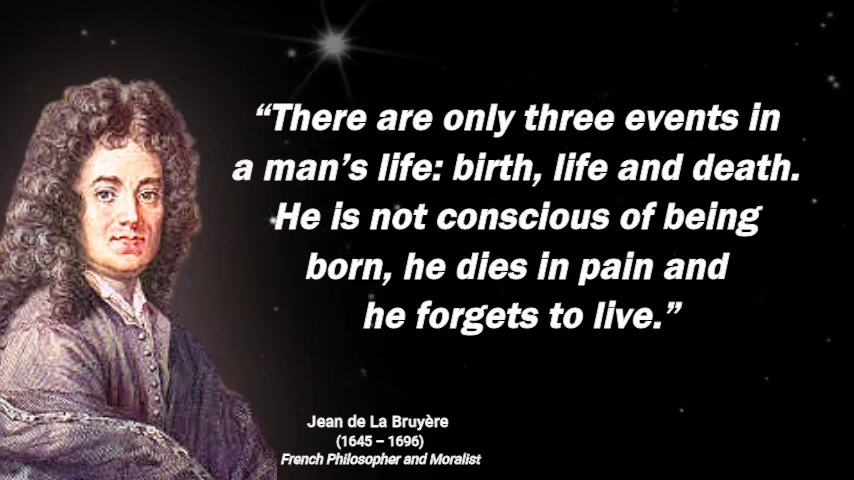 “There are only three events in
a man’s life: birth, life and death.
He is not conscious of being
born, he dies in pain and
he forgets to live.”
Jean de La Bruyère
(1645 – 1696)
French Philosopher and Moralist